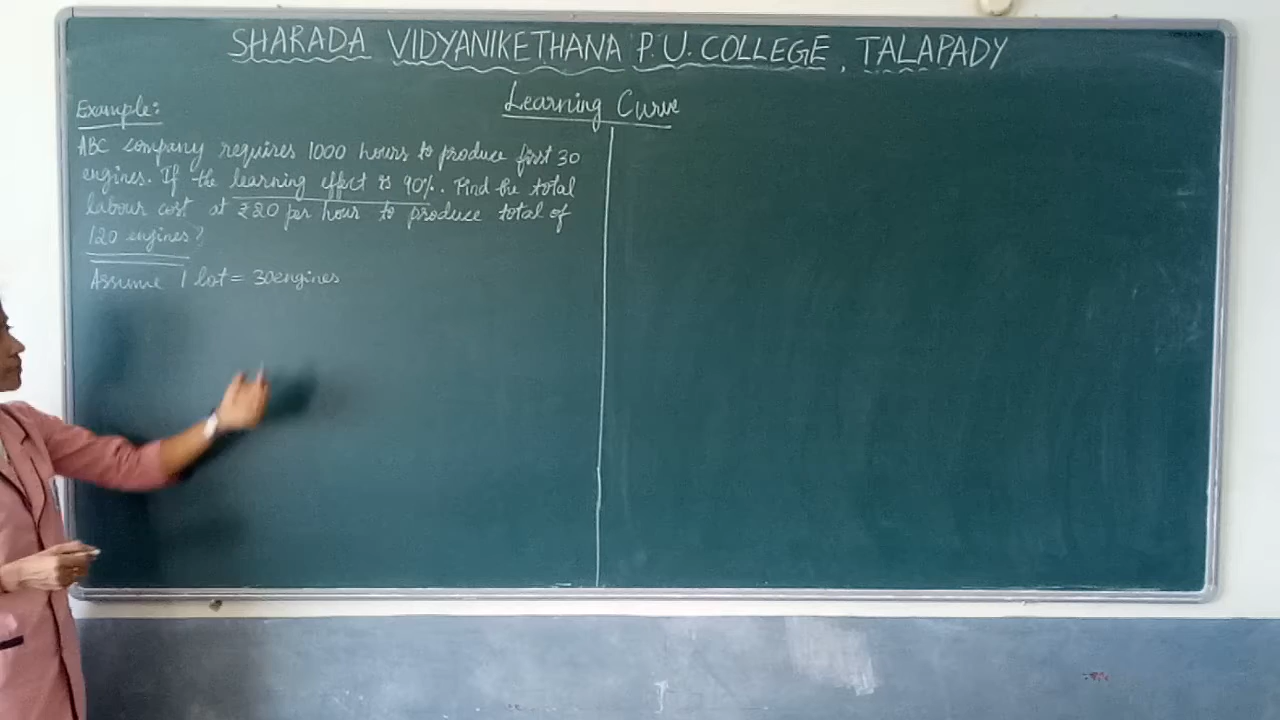 SHARADA VIDYANIKETHANA P.U. COLLEGE, TALAPADY
Learning Curve
Example:
ABC company requires 1000 hours to produce first 30
engines. If the learning effect is 90%. Find the total
labour cost at ₹20 per hour to produce total of
120 engines?
Assume 1 lot = 30engines